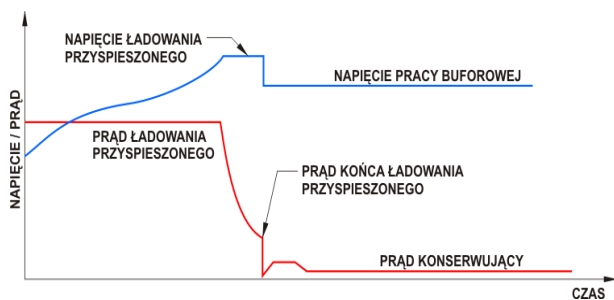 NAPIĘCIE ŁADOWANIA
PRZYSPIESZONEGO
NAPIĘCIE PRACY BUFOROWEJ
PRĄD ŁADOWANIA
PRZYSPIESZONEGO
PRĄD KOŃCA ŁADOWANIA
PRZYSPIESZONEGO
NAPIĘCIE / PRĄD
PRĄD KONSERWUJĄCY
CZAS